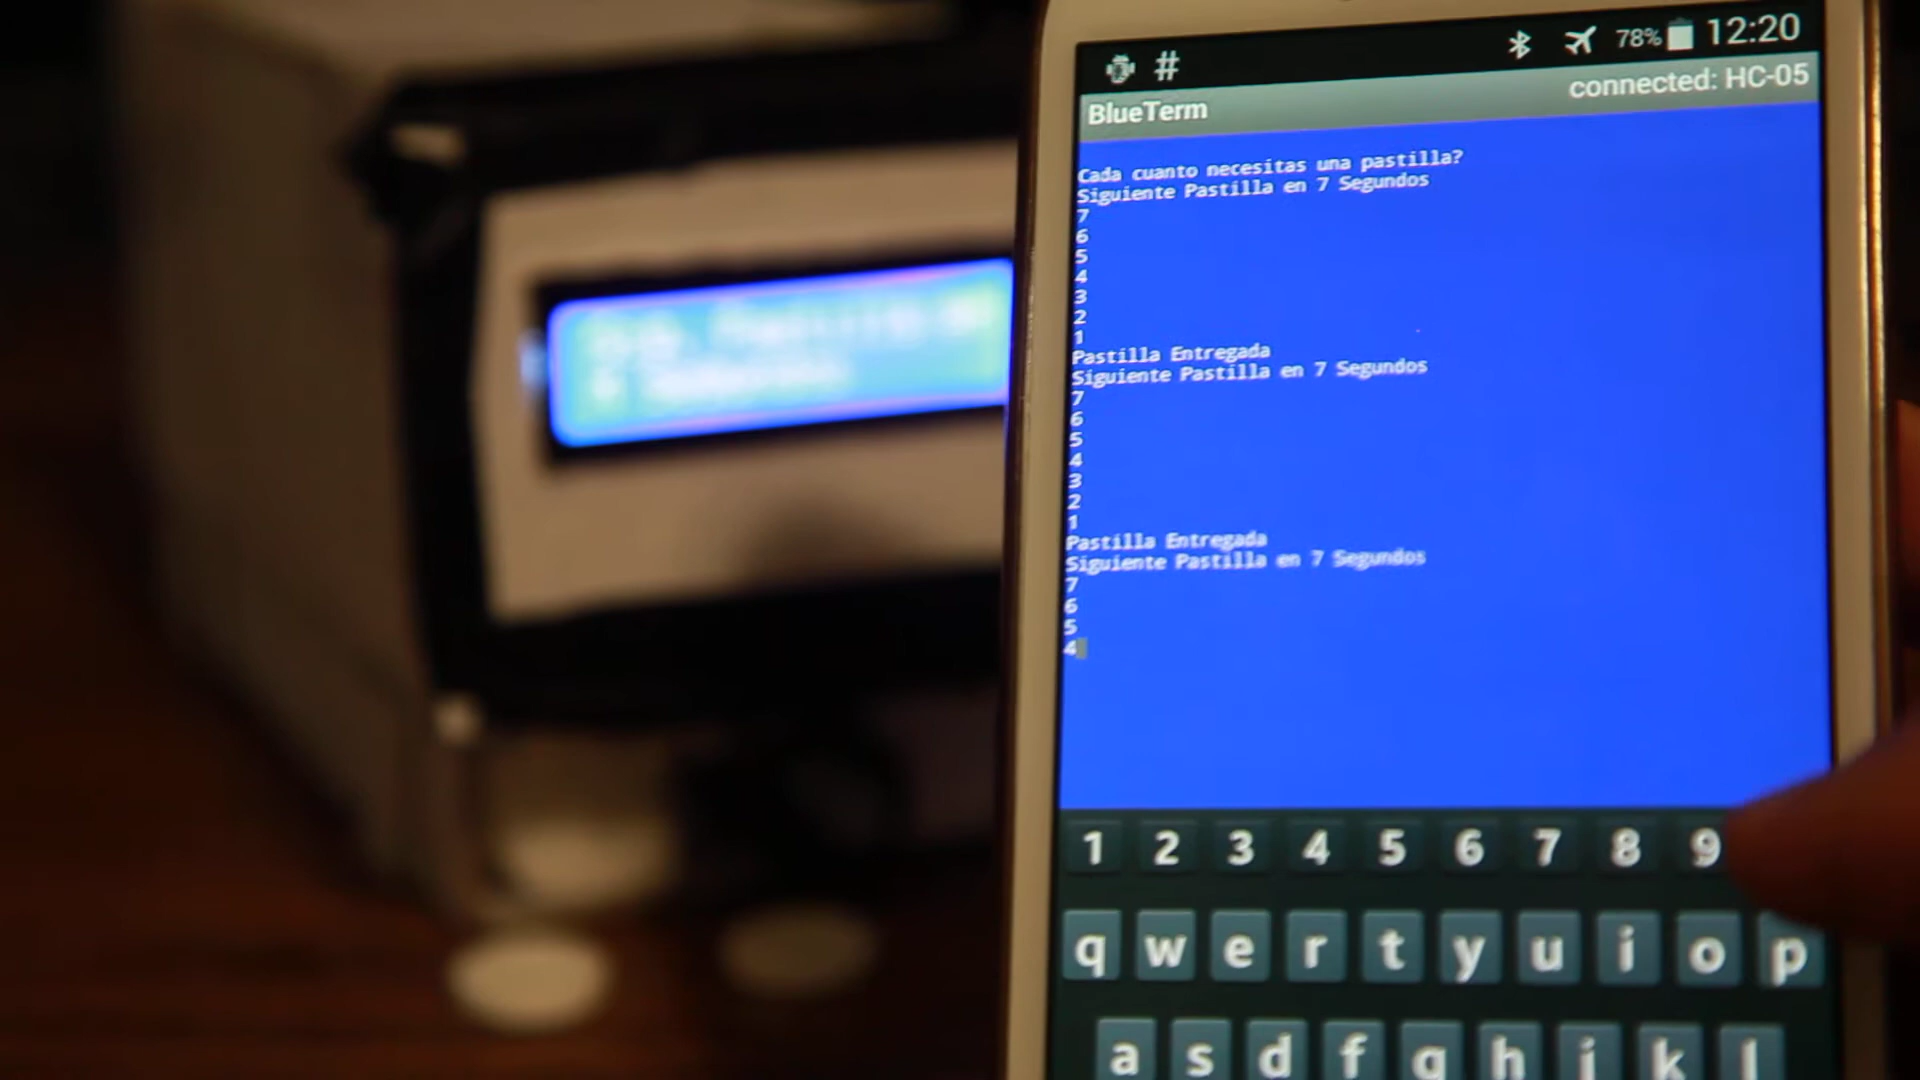 # 78% 12:20
BlueTerm connected: HC-05
Cada cuanto necesitas una pastilla?
Siguiente Pastilla en 7 Segundos
7
6
5
4
3
2
1
Pastilla Entregada
Siguiente Pastilla en 7 Segundos
7
6
5
4
3
2
1
Pastilla Entregada
Siguiente Pastilla en 7 Segundos
7
6
5
4
1 2 3 4 5 6 7 8 9
q w e r t y u i o p
a s d f g h j k l